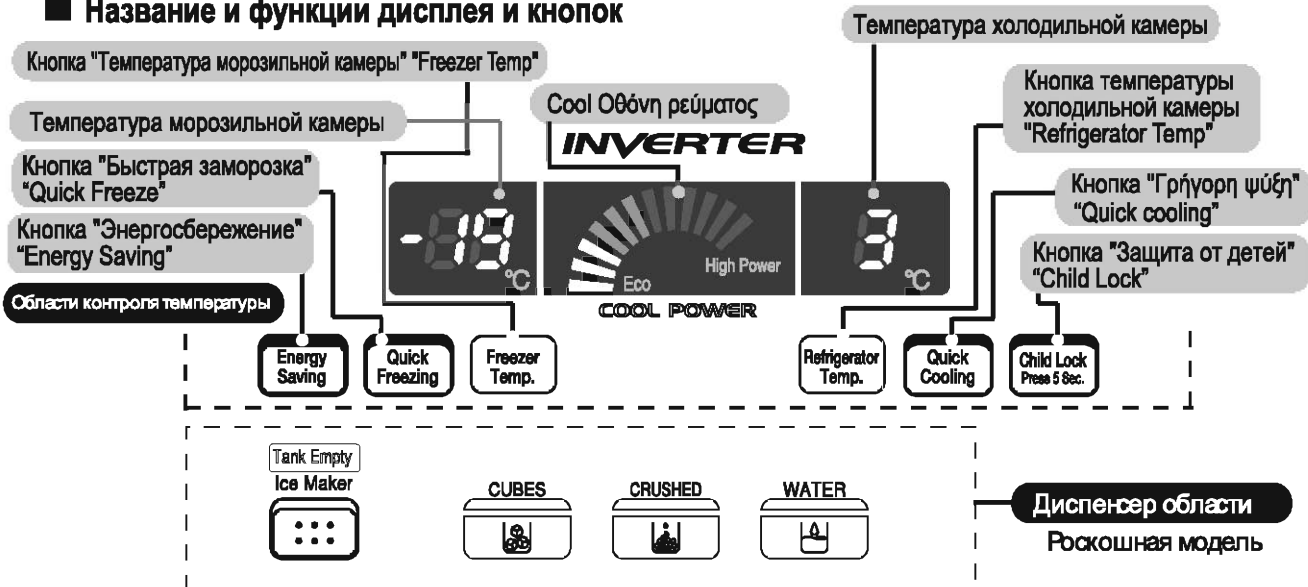 ■ Название и функции дисплея и кнопок
Температура холодильной камеры
Кнопка "Температура морозильной камеры" "Freezer Temp"
Cool Οθόνη ρεύματος
Кнопка температуры
холодильной камеры
"Refrigerator Temp"
Температура морозильной камеры
INVERTER
Кнопка "Быстрая заморозка"
"Quick Freeze"
Кнопка "Γρήγορη ψύξη"
"Quick cooling"
Кнопка "Энергосбережение"
"Energy Saving"
-19 °C
Eco
High Power
3 °C
Кнопка "Защита от детей"
"Child Lock"
Области контроля температуры
COOL POWER
Energy
Saving
Quick
Freezing
Freezer
Temp.
Refrigerator
Temp.
Quick
Cooling
Child Lock
Press 5 Sec.
Tank Empty
Ice Maker
CUBES
CRUSHED
WATER
Диспенсер области
Роскошная модель